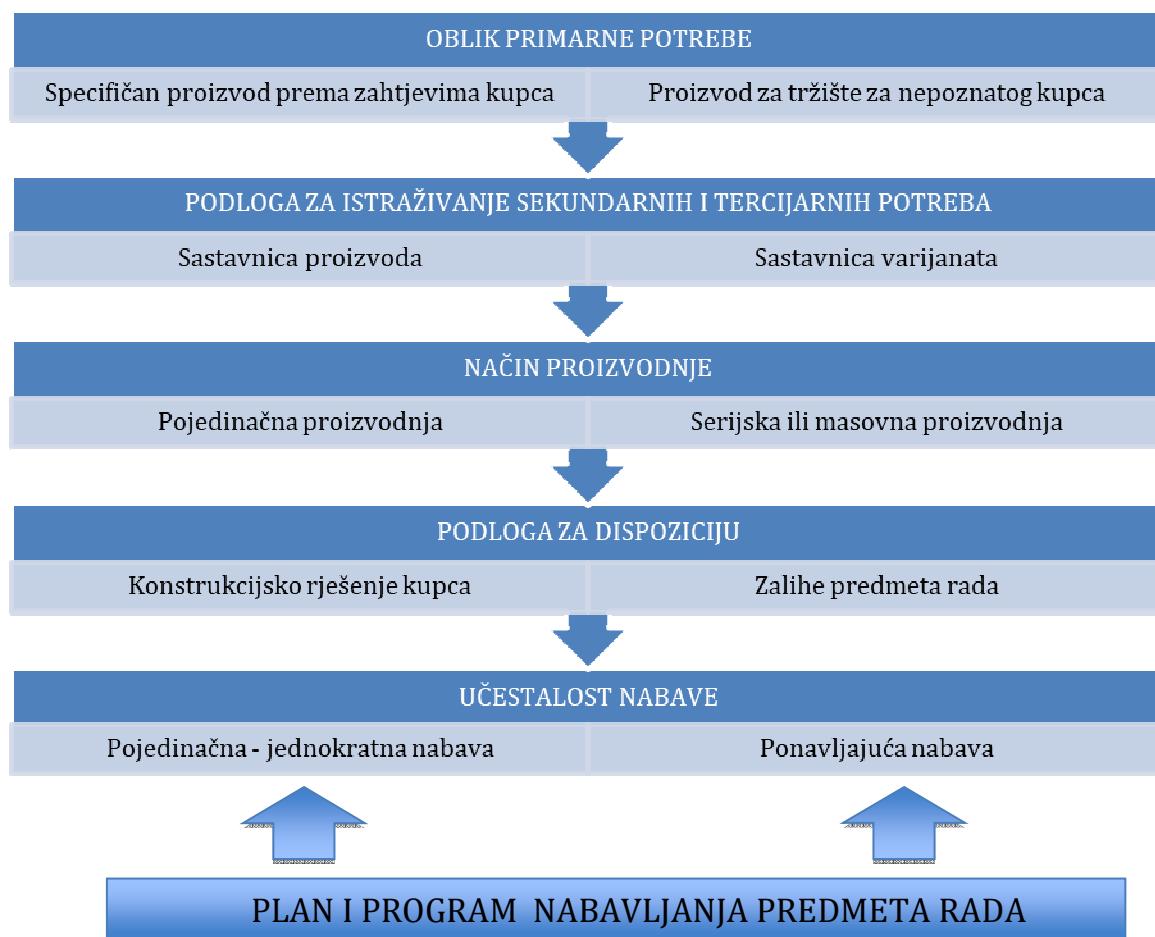 OBLIK PRIMARNE POTREBE
Specifičan proizvod prema zahtjevima kupca
Proizvod za tržište za nepoznatog kupca
PODLOGA ZA ISTRAŽIVANJE SEKUNDARNIH I TERCIJARNIH POTREBA
Sastavnica proizvoda
Sastavnica varijanata
NAČIN PROIZVODNJE
Pojedinačna proizvodnja
Serijska ili masovna proizvodnja
PODLOGA ZA DISPOZICIJU
Konstrukcijsko rješenje kupca
Zalihe predmeta rada
UČESTALOST NABAVE
Pojedinačna - jednokratna nabava
Ponavljajuća nabava
PLAN I PROGRAM NABAVLJANJA PREDMETA RADA